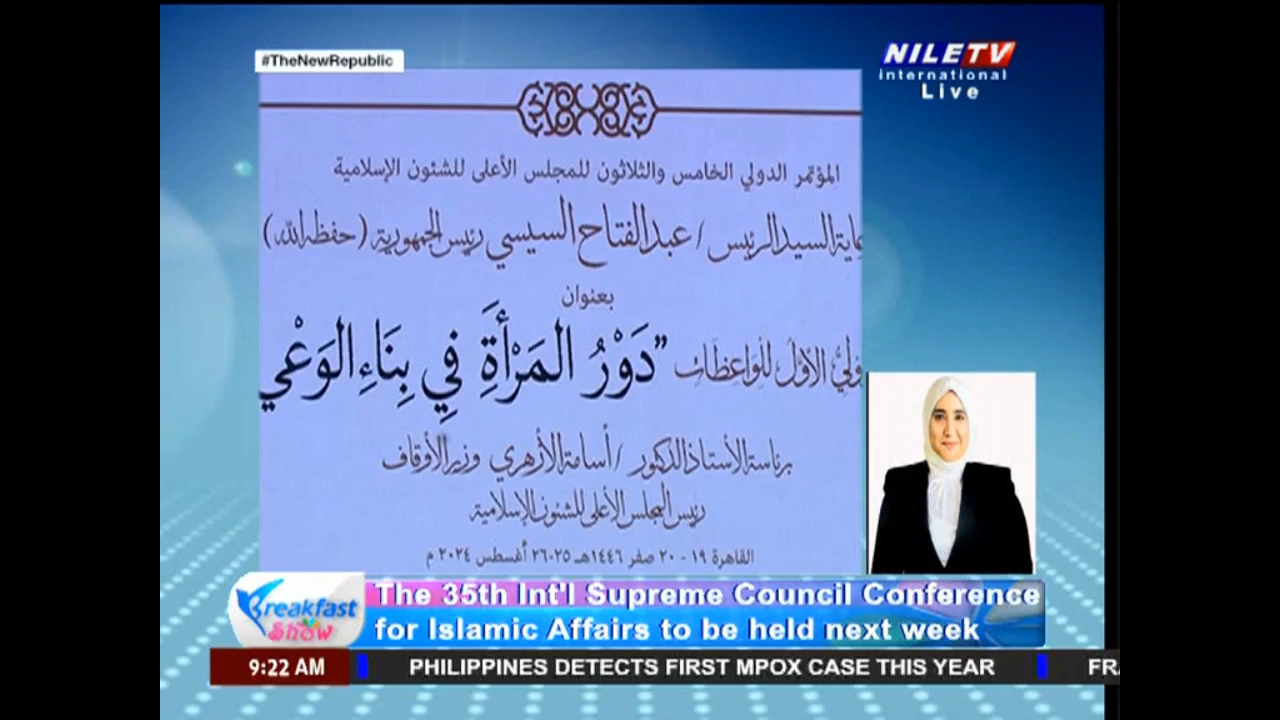 #TheNewRepublic
NILETV
international
Live
المؤتمر الدولي الخامس والثلاثون للمجلس الأعلى للشئون الإسلامية
السيد الرئيس / عبد الفتاح السيسي رئيس الجمهورية (حفظه الله)
بعنوان
الأول للواعظات "دَوْرُ المَرْأَةِ فِي بِنَاءِ الوَعْي
برئاسة الأستاذ الدكتور / أسامة الأزهري وزير الأوقاف
رئيس المجلس الأعلى للشئون الإسلامية
القاهرة ١٩ - ٢٠ صفر ١٤٤٦هـ ٢٥-٢٦ أغسطس ٢٠٢٤ م
Breakfast
Show
The 35th Int'l Supreme Council Conference
for Islamic Affairs to be held next week
9:22 AM PHILIPPINES DETECTS FIRST MPOX CASE THIS YEAR